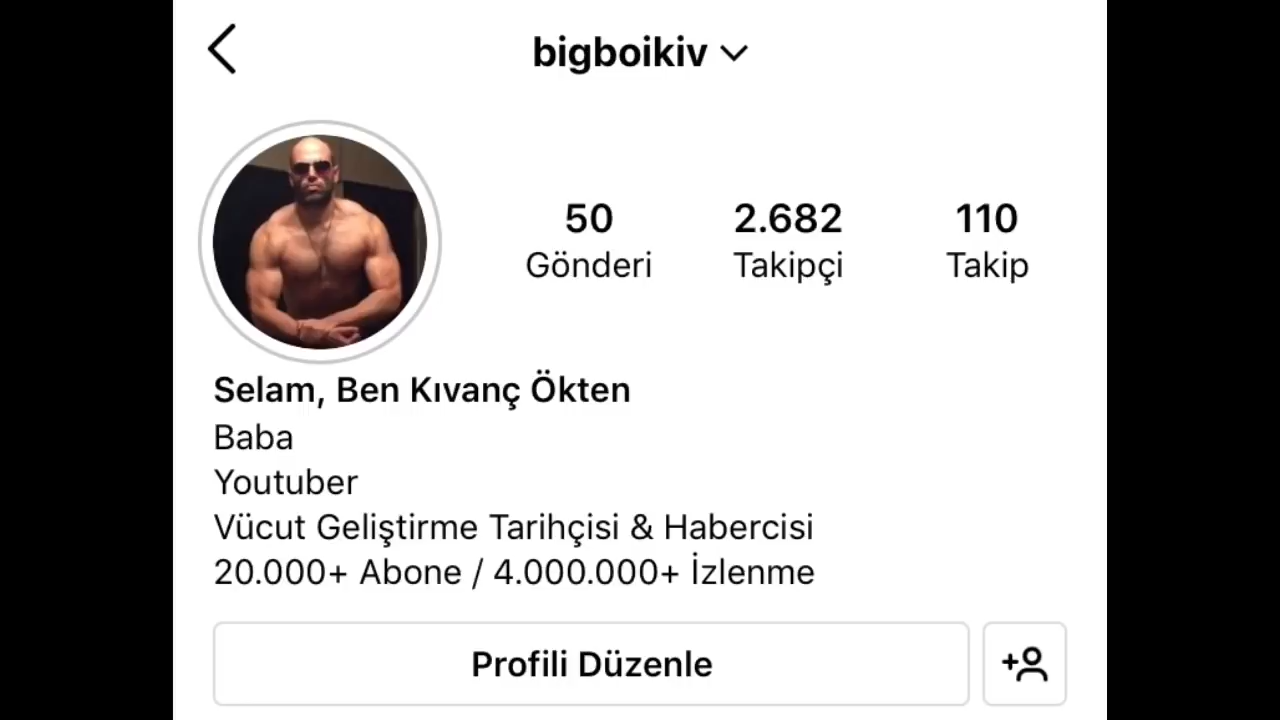 bigboikiv
50 2.682 110
Gönderi Takipçi Takip
Selam, Ben Kıvanç Ökten
Baba
Youtuber
Vücut Geliştirme Tarihçisi & Habercisi
20.000+ Abone / 4.000.000+ İzlenme
Profili Düzenle